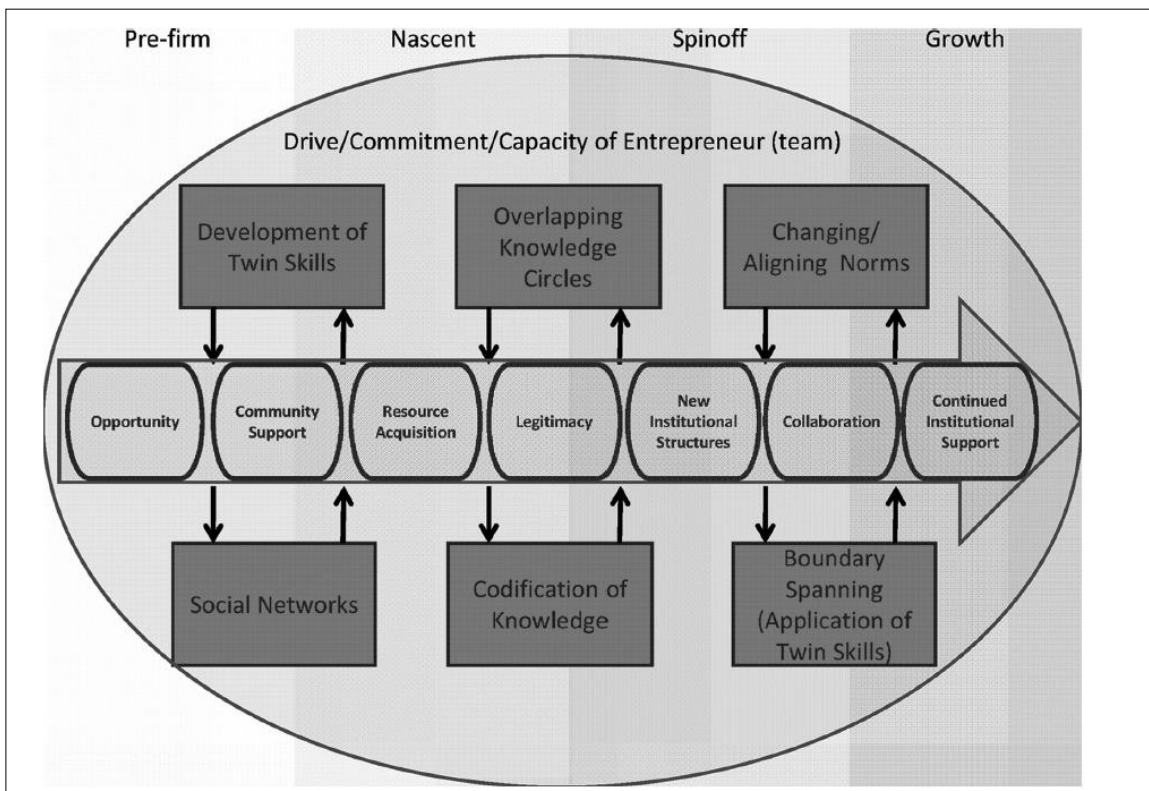 Pre-firm Nascent Spinoff Growth
Drive/Commitment/Capacity of Entrepreneur (team)
Development of
Twin Skills
Overlapping
Knowledge
Circles
Changing/
Aligning Norms
Opportunity
Community
Support
Resource
Acquisition
Legitimacy
New
Institutional
Structures
Collaboration
Continued
Institutional
Support
Social Networks
Codification of
Knowledge
Boundary
Spanning
(Application of
Twin Skills)